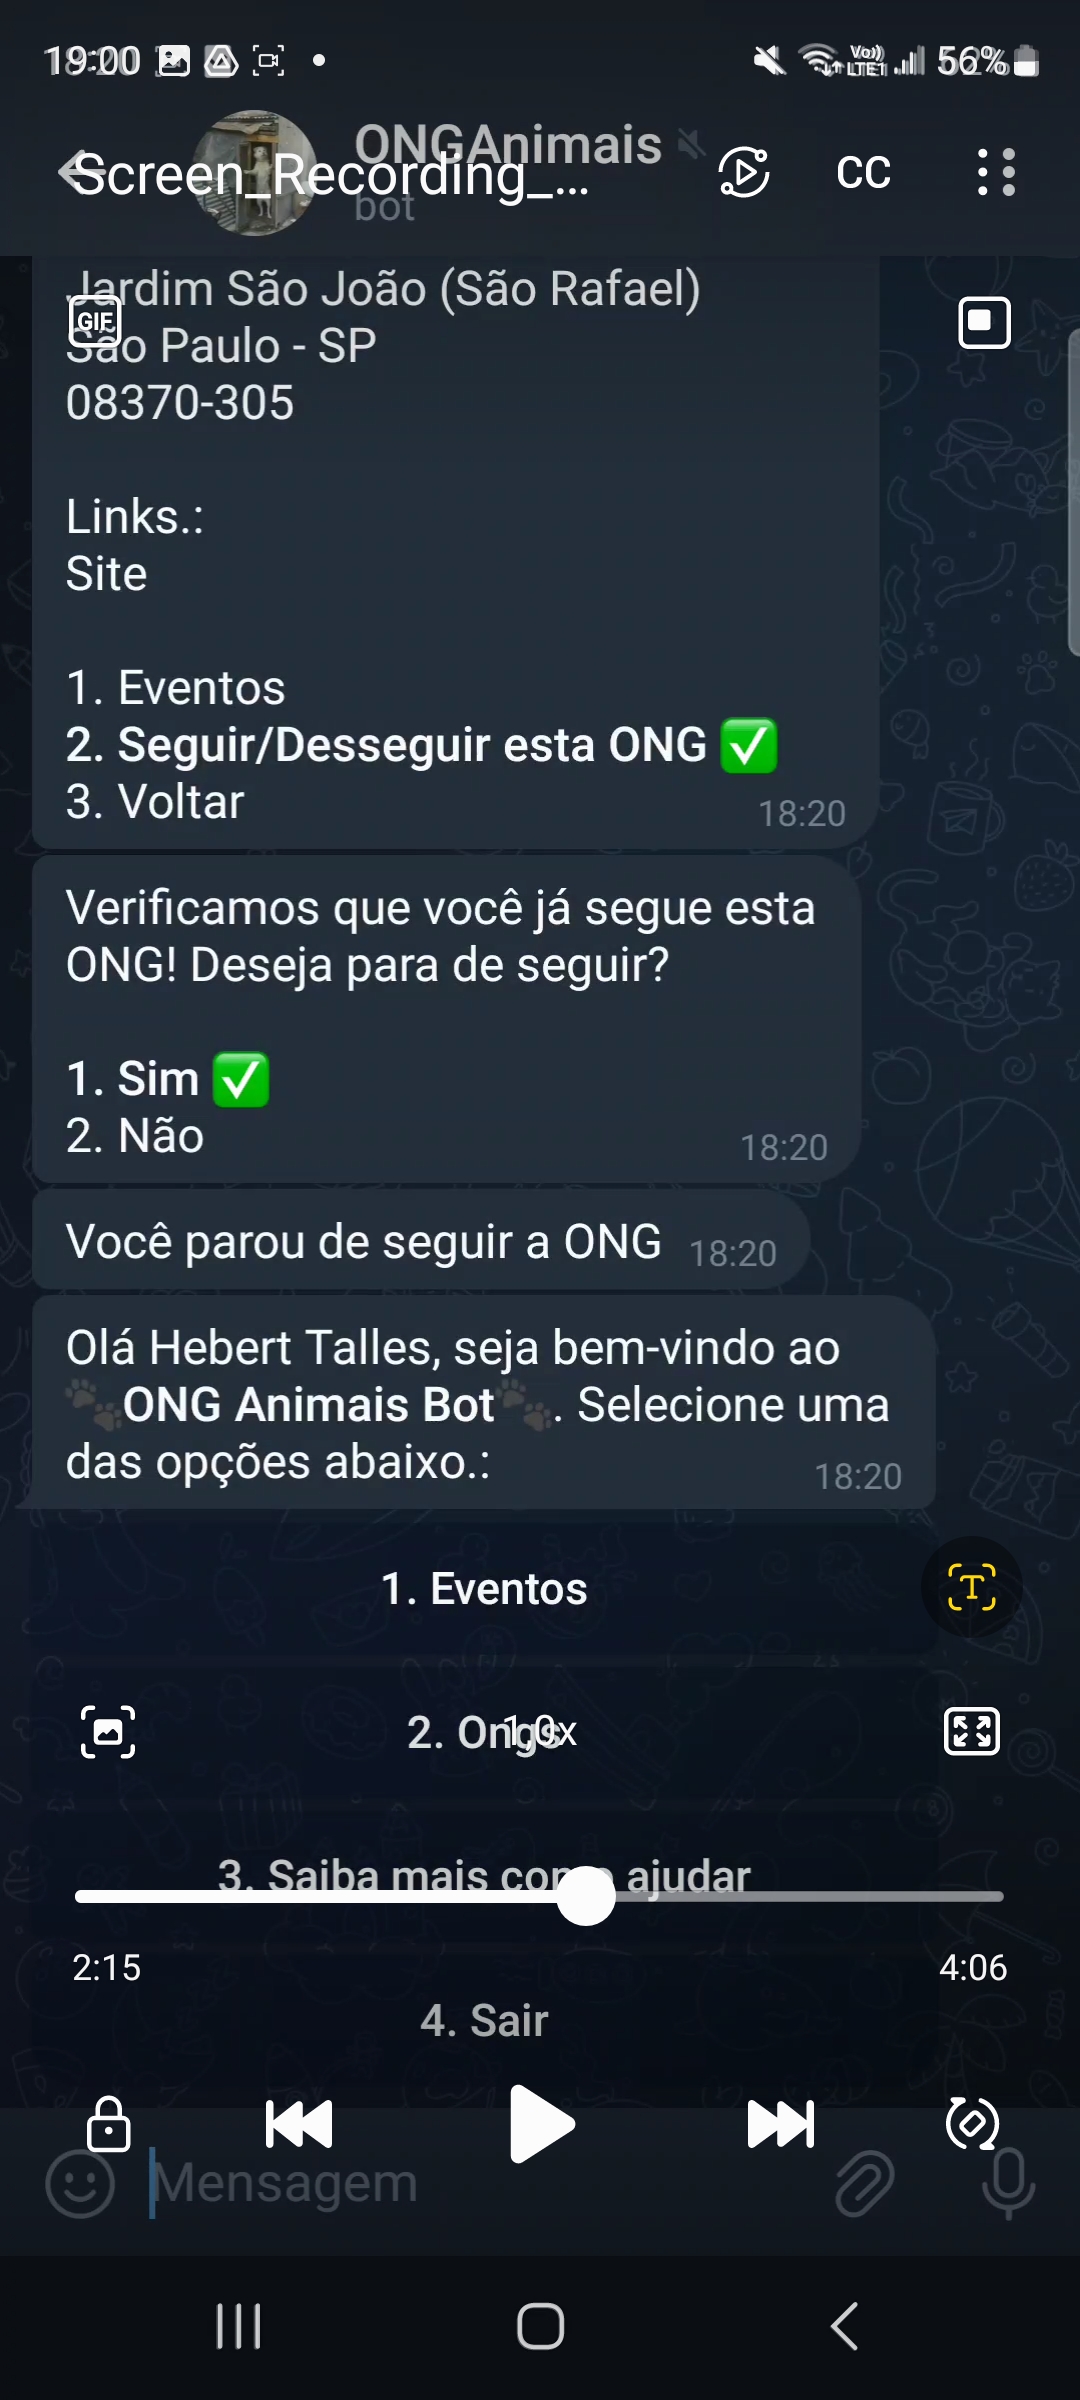 19:00
Vo))
LTE1
56%
ONGAnimais
Screen_Recording_...
CC
bot
Jardim São João (São Rafael)
GIF
São Paulo - SP
08370-305
Links.:
Site
1. Eventos
2. Seguir/Desseguir esta ONG ✅
3. Voltar
18:20
Verificamos que você já segue esta
ONG! Deseja para de seguir?
1. Sim ✅
2. Não
18:20
Você parou de seguir a ONG
18:20
Olá Hebert Talles, seja bem-vindo ao
🐾ONG Animais Bot🐾. Selecione uma
das opções abaixo.:
18:20
1. Eventos
T
2. Ongs
1,0x
3. Saiba mais como ajudar
2:15
4:06
4. Sair
Mensagem